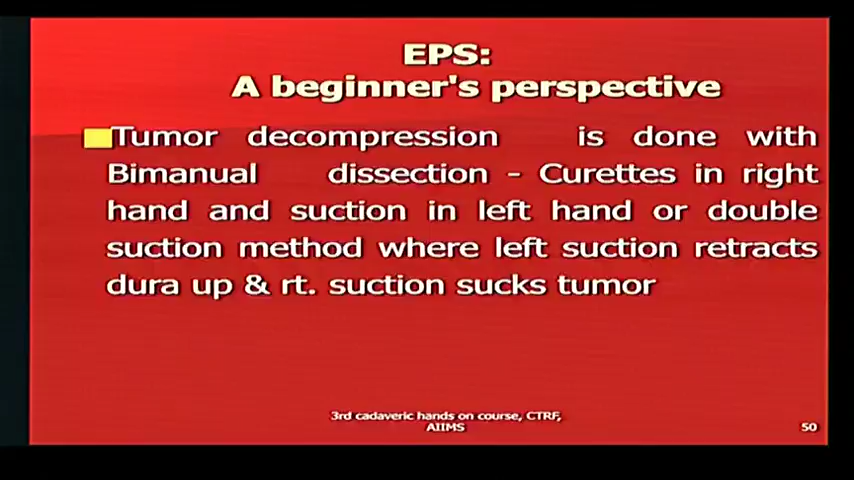 EPS:
A beginner's perspective
Tumor decompression is done with
Bimanual dissection - Curettes in right
hand and suction in left hand or double
suction method where left suction retracts
dura up & rt. suction sucks tumor
3rd cadaveric hands on course, CTRF,
AIIMS
50